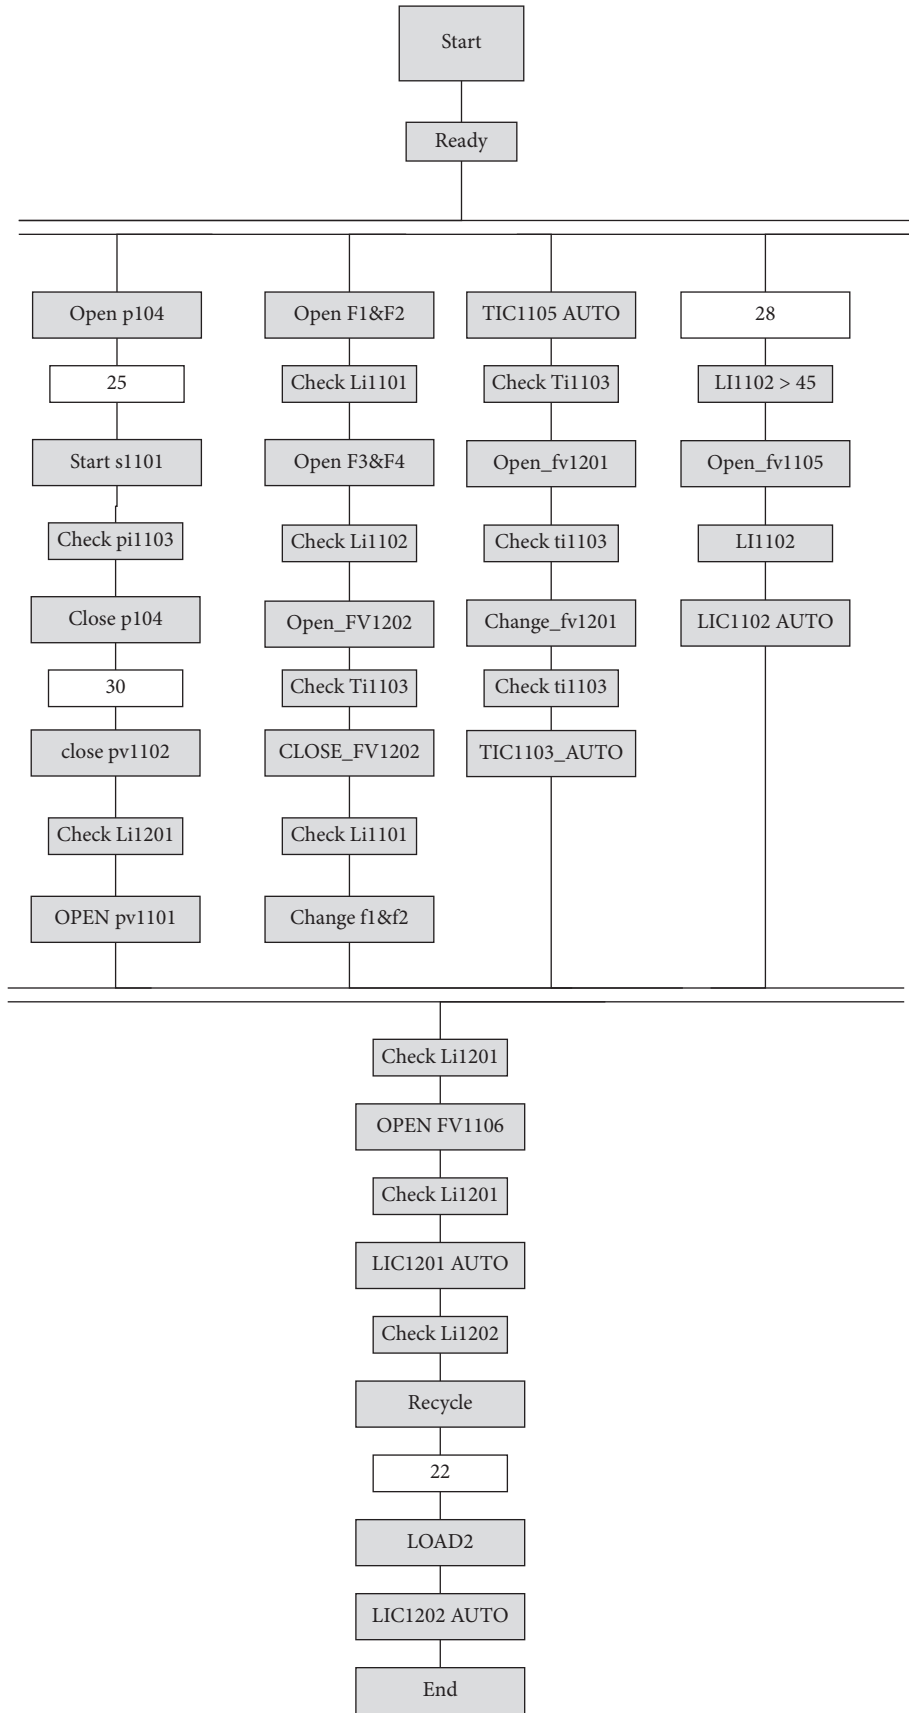 Start
Ready
Open p104
25
Start s1101
Check pi1103
Close p104
30
close pv1102
Check Li1201
OPEN pv1101
Open F1&F2
Check Li1101
Open F3&F4
Check Li1102
Open_FV1202
Check Ti1103
CLOSE_FV1202
Check Li1101
Change f1&f2
TIC1105 AUTO
Check Ti1103
Open_fv1201
Check ti1103
Change_fv1201
Check ti1103
TIC1103_AUTO
28
LI1102 > 45
Open_fv1105
LI1102
LIC1102 AUTO
Check Li1201
OPEN FV1106
Check Li1201
LIC1201 AUTO
Check Li1202
Recycle
22
LOAD2
LIC1202 AUTO
End